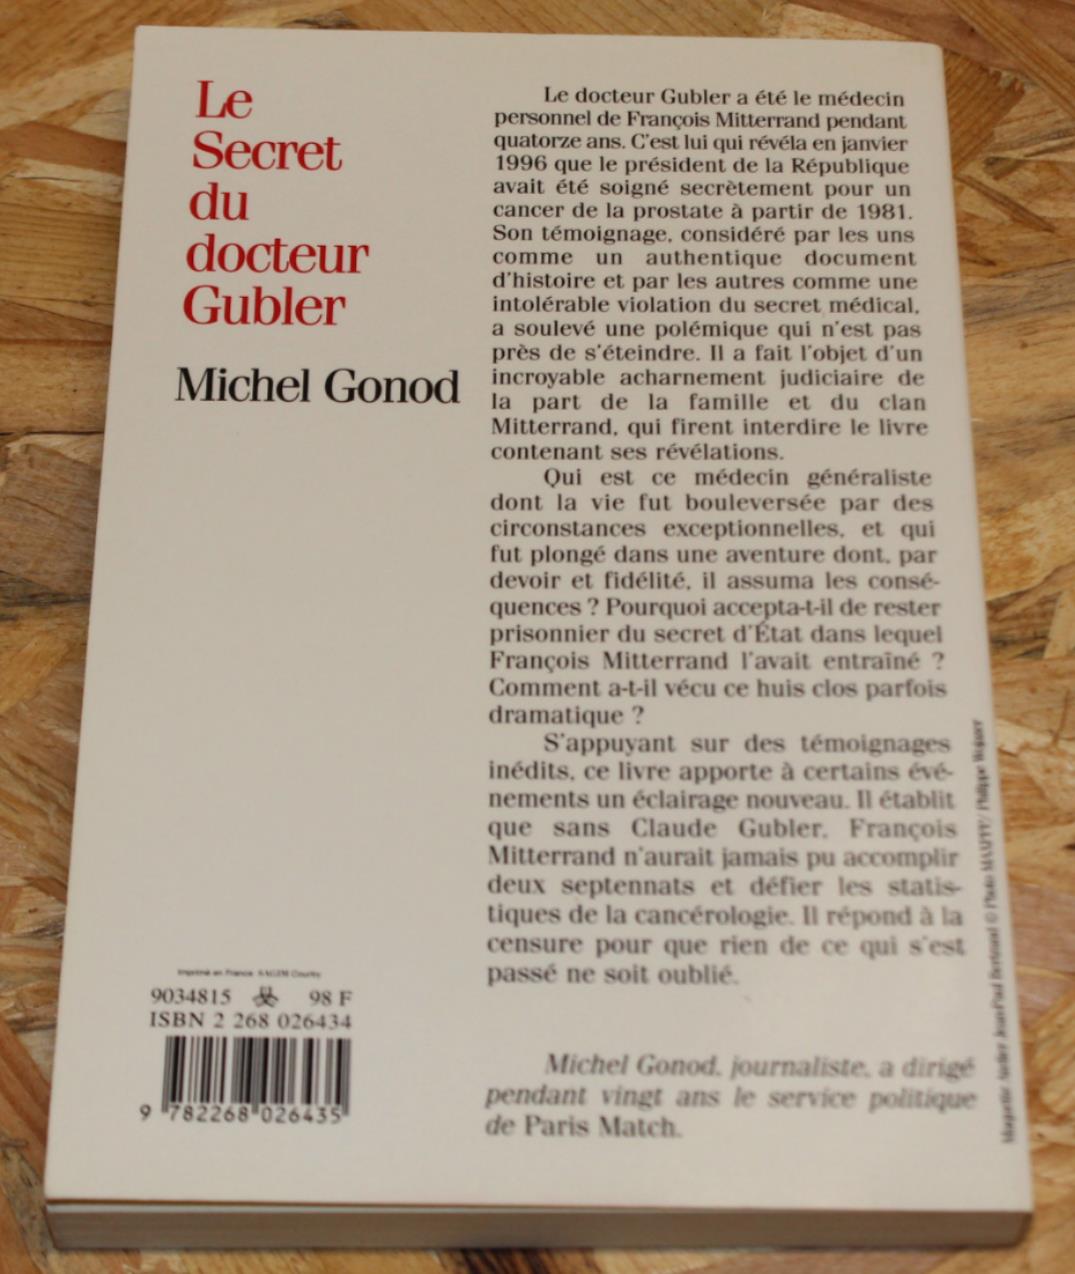 Le
Secret
du
docteur
Gubler
Michel Gonod
Le docteur Gubler a été le médecin
personnel de François Mitterrand pendant
quatorze ans. C'est lui qui révéla en janvier
1996 que le président de la République
avait été soigné secrètement pour un
cancer de la prostate à partir de 1981.
Son témoignage, considéré par les uns
comme un authentique document
d'histoire et par les autres comme une
intolérable violation du secret médical,
a soulevé une polémique qui n'est pas
près de s'éteindre. Il a fait l'objet d'un
incroyable acharnement judiciaire de
la part de la famille et du clan
Mitterrand, qui firent interdire le livre
contenant ses révélations.
Qui est ce médecin généraliste
dont la vie fut bouleversée par des
circonstances exceptionnelles, et qui
fut plongé dans une aventure dont, par
devoir et fidélité, il assuma les consé-
quences ? Pourquoi accepta-t-il de rester
prisonnier du secret d'État dans lequel
François Mitterrand l'avait entraîné ?
Comment a-t-il vécu ce huis clos parfois
dramatique ?
S'appuyant sur des témoignages
inédits, ce livre apporte à certains évé-
nements un éclairage nouveau. Il établit
que sans Claude Gubler, François
Mitterrand n'aurait jamais pu accomplir
deux septennats et défier les statis-
tiques de la cancérologie. Il répond à la
censure pour que rien de ce qui s'est
passé ne soit oublié.
Michel Gonod, journaliste, a dirigé
pendant vingt ans le service politique
de Paris Match.
Imprimé en France
9034815 98 F
ISBN 2 268 026434
9 782268 026435
Maquette Atelier Jean-Paul Bertrand © Photo / Philippe